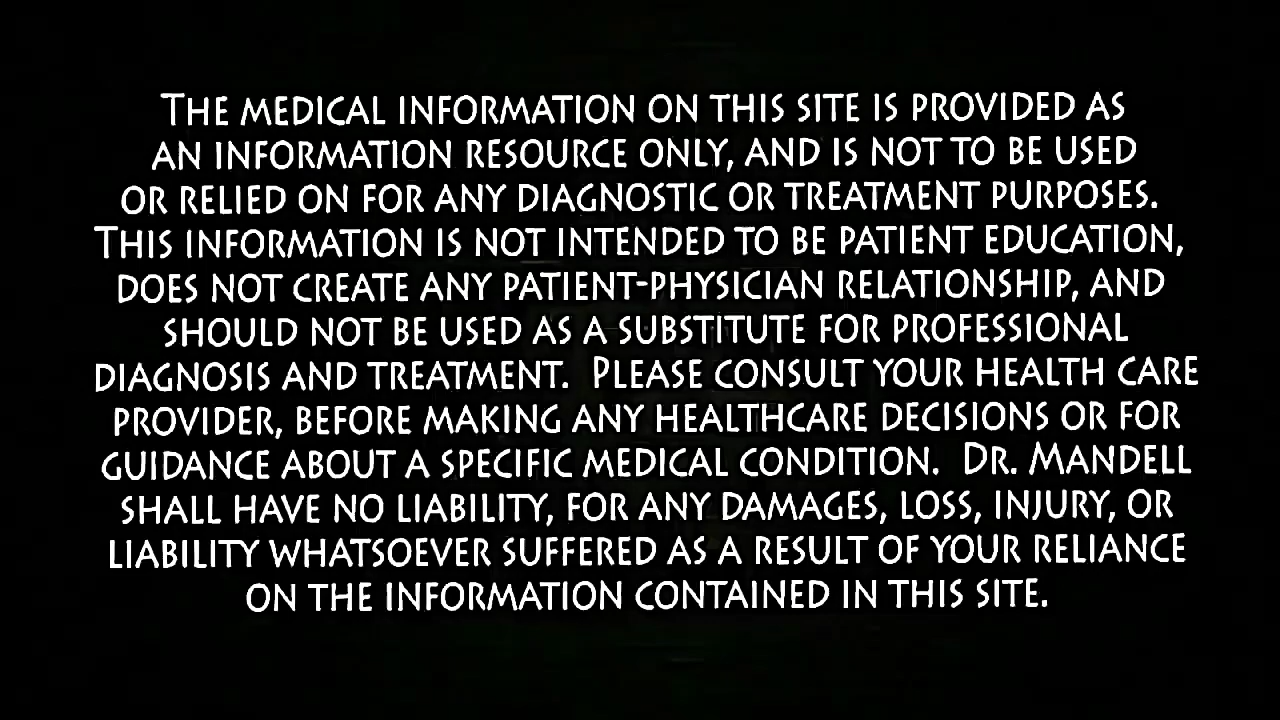 THE MEDICAL INFORMATION ON THIS SITE IS PROVIDED AS
AN INFORMATION RESOURCE ONLY, AND IS NOT TO BE USED
OR RELIED ON FOR ANY DIAGNOSTIC OR TREATMENT PURPOSES.
THIS INFORMATION IS NOT INTENDED TO BE PATIENT EDUCATION,
DOES NOT CREATE ANY PATIENT-PHYSICIAN RELATIONSHIP, AND
SHOULD NOT BE USED AS A SUBSTITUTE FOR PROFESSIONAL
DIAGNOSIS AND TREATMENT. PLEASE CONSULT YOUR HEALTH CARE
PROVIDER, BEFORE MAKING ANY HEALTHCARE DECISIONS OR FOR
GUIDANCE ABOUT A SPECIFIC MEDICAL CONDITION. DR. MANDELL
SHALL HAVE NO LIABILITY, FOR ANY DAMAGES, LOSS, INJURY, OR
LIABILITY WHATSOEVER SUFFERED AS A RESULT OF YOUR RELIANCE
ON THE INFORMATION CONTAINED IN THIS SITE.